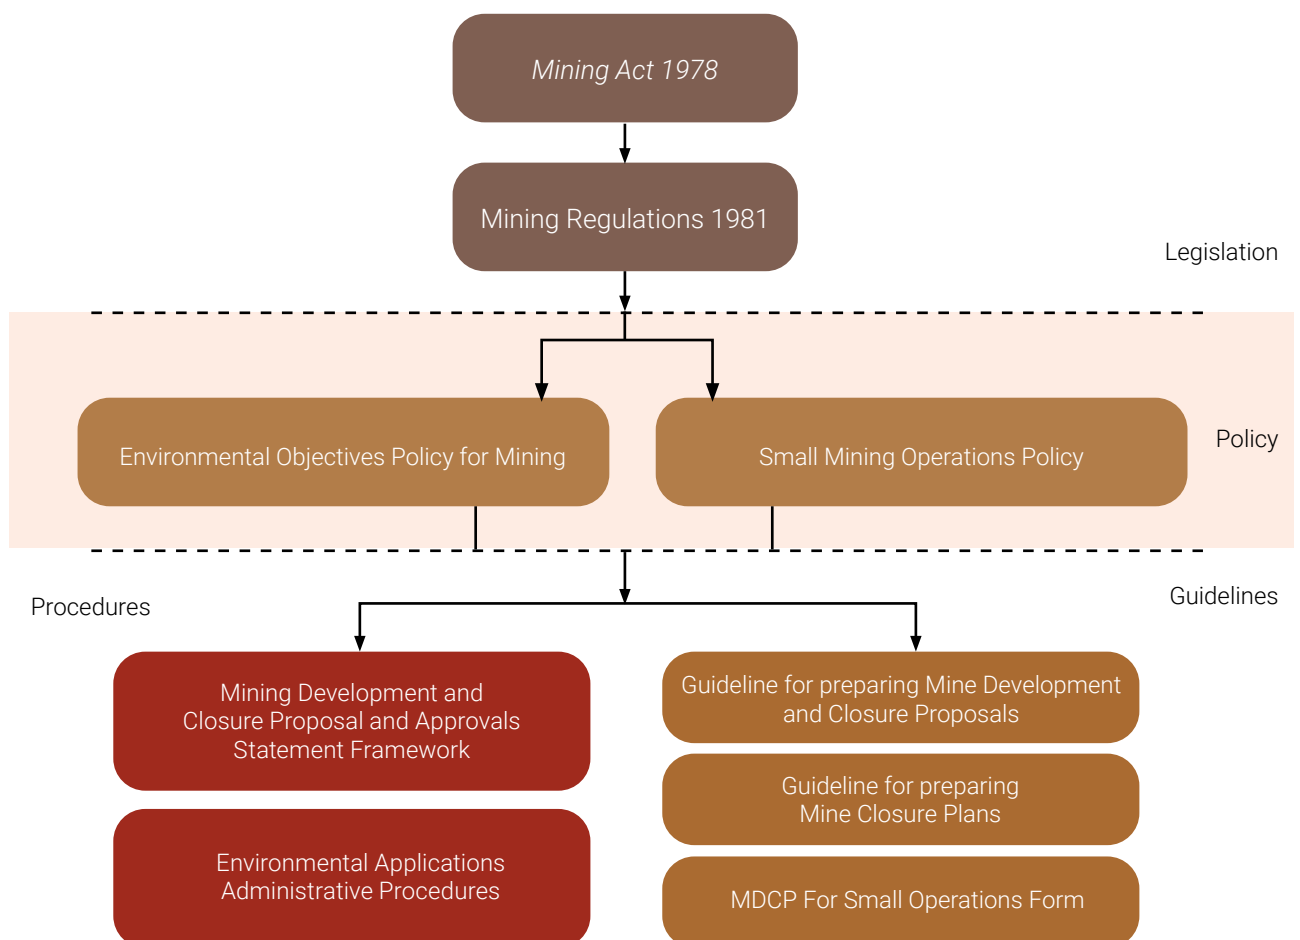 Mining Act 1978
Mining Regulations 1981
Legislation
Environmental Objectives Policy for Mining
Small Mining Operations Policy
Policy
Procedures
Guidelines
Mining Development and
Closure Proposal and Approvals
Statement Framework
Environmental Applications
Administrative Procedures
Guideline for preparing Mine Development
and Closure Proposals
Guideline for preparing
Mine Closure Plans
MDCP For Small Operations Form